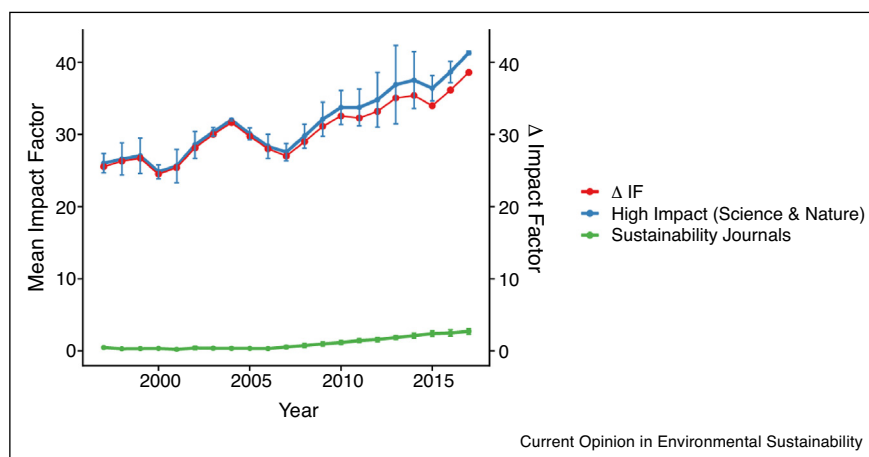 40
30
20
10
0
Mean Impact Factor
40
30
20
10
0
Δ Impact Factor
2000 2005 2010 2015
Year
Δ IF
High Impact (Science & Nature)
Sustainability Journals
Current Opinion in Environmental Sustainability